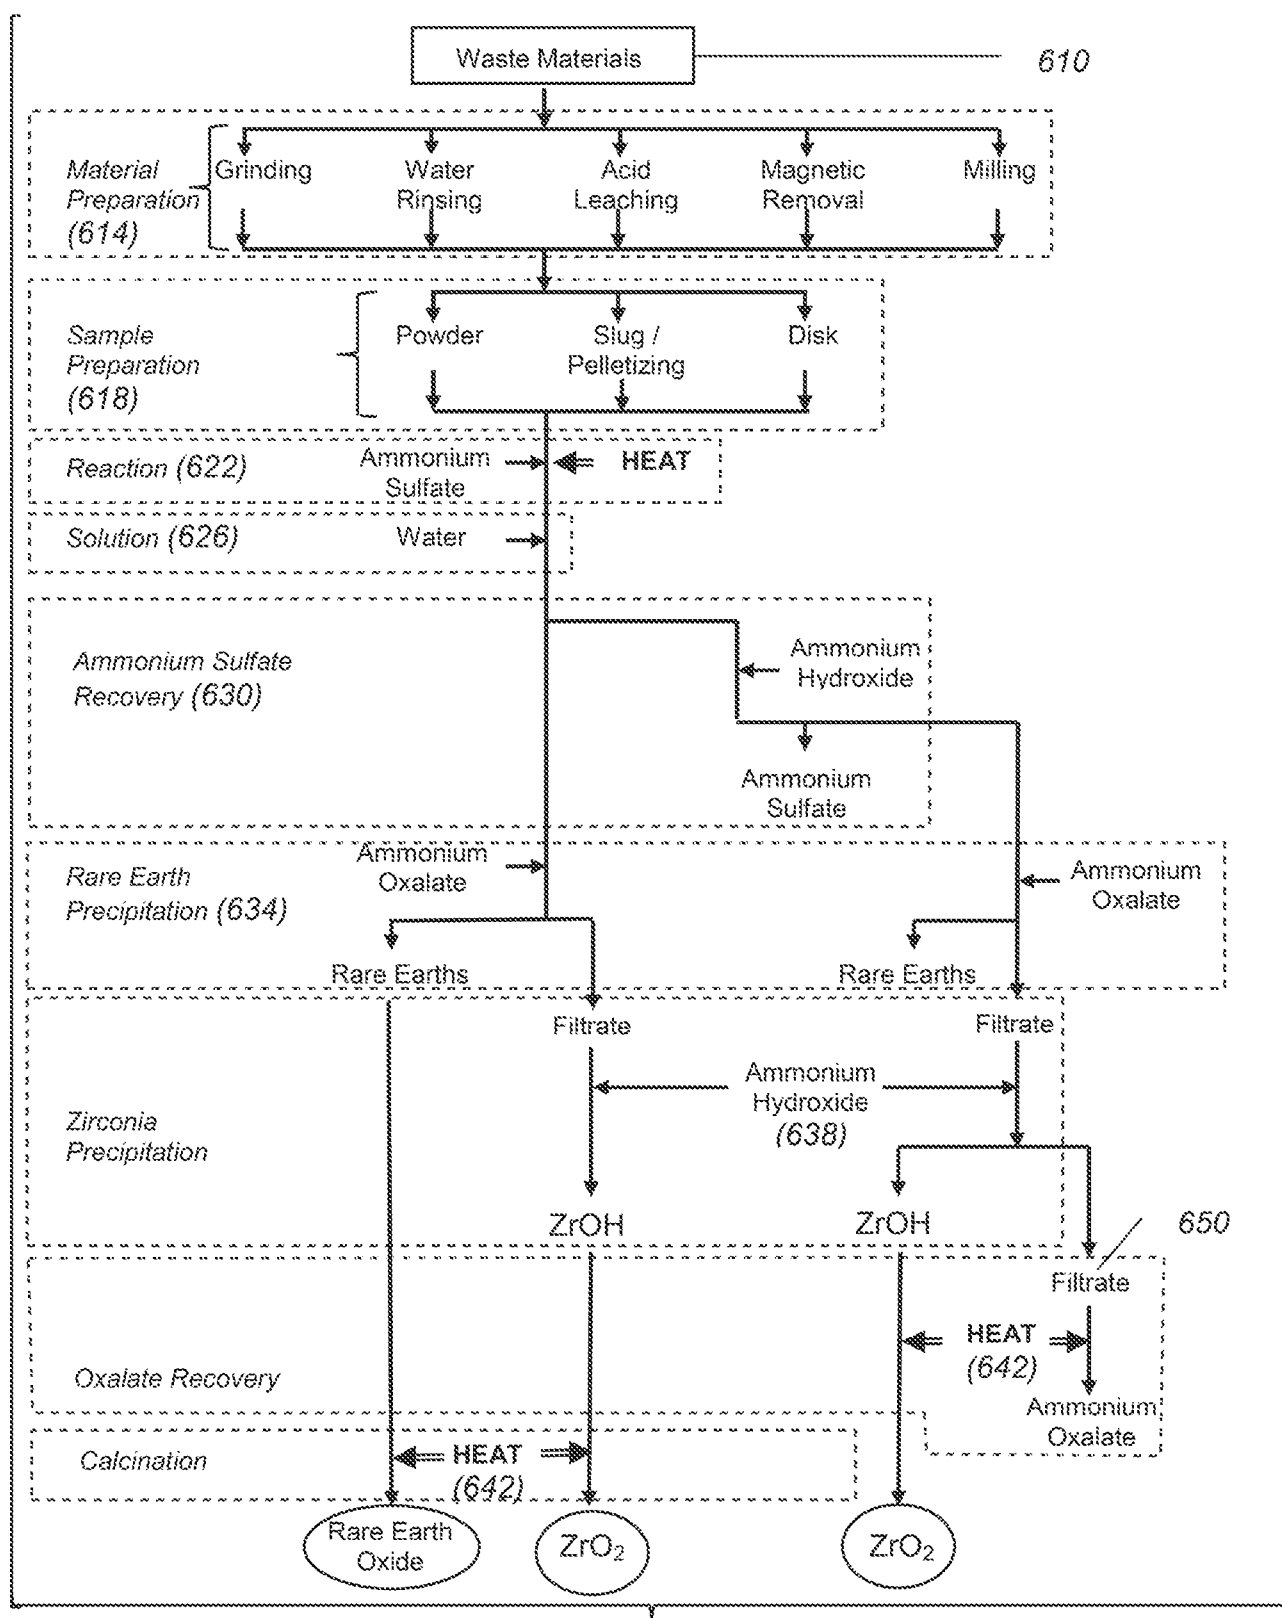 Waste Materials
610
Material
Preparation
(614)
Grinding
Water
Rinsing
Acid
Leaching
Magnetic
Removal
Milling
Sample
Preparation
(618)
Powder
Slug /
Pelletizing
Disk
Reaction (622)
Ammonium
Sulfate
HEAT
Solution (626)
Water
Ammonium Sulfate
Recovery (630)
Ammonium
Hydroxide
Ammonium
Sulfate
Rare Earth
Precipitation (634)
Ammonium
Oxalate
Ammonium
Oxalate
Rare Earths
Rare Earths
Filtrate
Filtrate
Zirconia
Precipitation
Ammonium
Hydroxide
(638)
ZrOH
ZrOH
650
Filtrate
HEAT
(642)
Oxalate Recovery
Ammonium
Oxalate
Calcination
HEAT
(642)
Rare Earth
Oxide
ZrO2
ZrO2